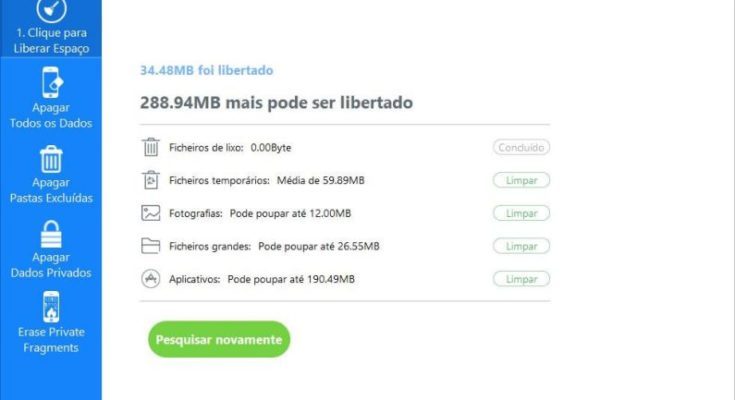 1. Clique para
Liberar Espaço
Apagar
Todos os Dados
Apagar
Pastas Excluídas
Apagar
Dados Privados
Erase Private
Fragments
34.48MB foi libertado
288.94MB mais pode ser libertado
Ficheiros de lixo: 0.00Byte Concluído
Ficheiros temporários: Média de 59.89MB Limpar
Fotografias: Pode poupar até 12.00MB Limpar
Ficheiros grandes: Pode poupar até 26.55MB Limpar
Aplicativos: Pode poupar até 190.49MB Limpar
Pesquisar novamente